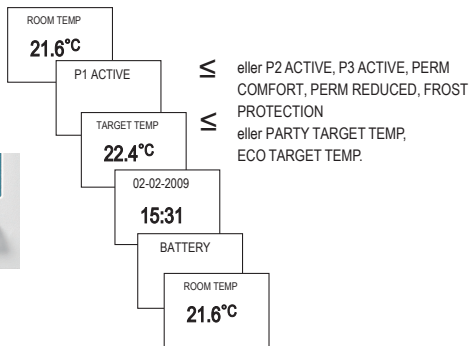 ROOM TEMP
21.6°C
P1 ACTIVE
≤ eller P2 ACTIVE, P3 ACTIVE, PERM
COMFORT, PERM REDUCED, FROST
PROTECTION
≤ eller PARTY TARGET TEMP,
ECO TARGET TEMP.
TARGET TEMP
22.4°C
02-02-2009
15:31
BATTERY
ROOM TEMP
21.6°C